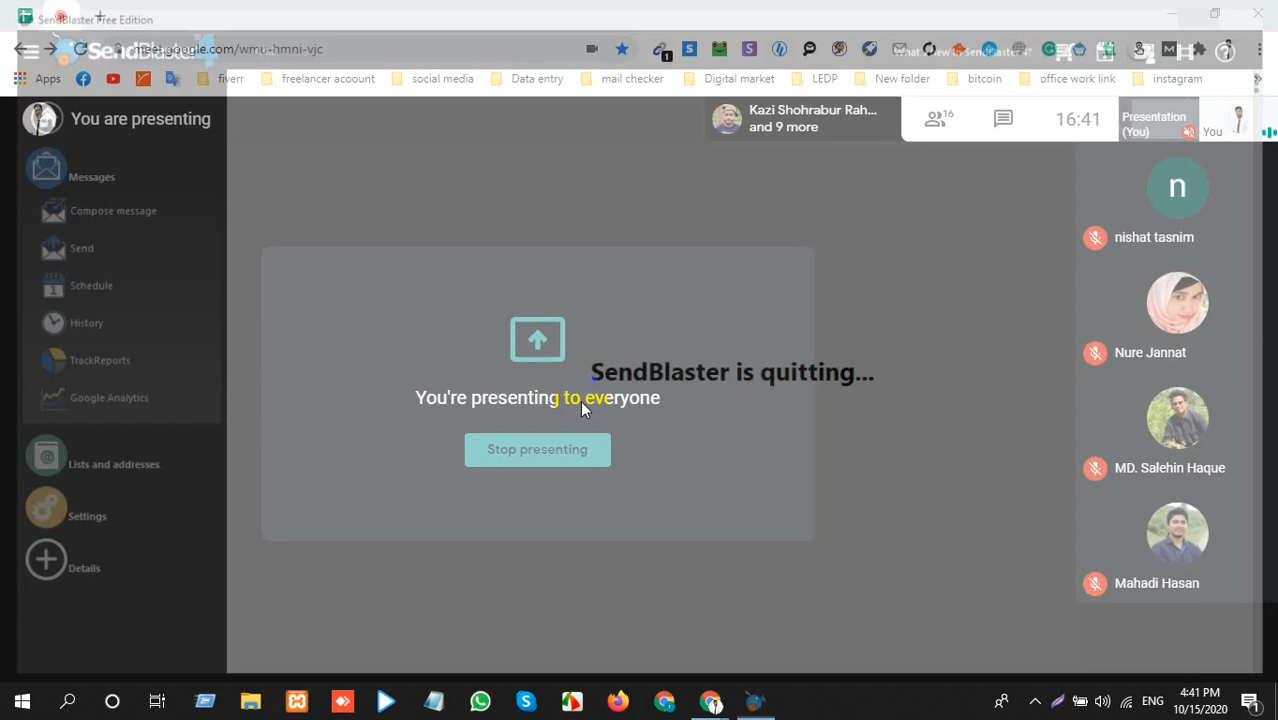 SendBlaster Free Edition
meet.google.com/wmu-hmni-vjc
SendBlaster 4
1
M
Apps
fiverr
freelancer acoount
social media
Data entry
mail checker
Digital market
LEDP
New folder
bitcoin
office work link
instagram
You are presenting
Kazi Shohrabur Rah...
and 9 more
16
16:41
Presentation
(You)
You
Messages
Compose message
Send
Schedule
History
TrackReports
Google Analytics
Lists and addresses
Settings
Details
SendBlaster is quitting...
You're presenting to everyone
Stop presenting
n
nishat tasnim
Nure Jannat
MD. Salehin Haque
Mahadi Hasan
ENG
4:41 PM
10/15/2020
1